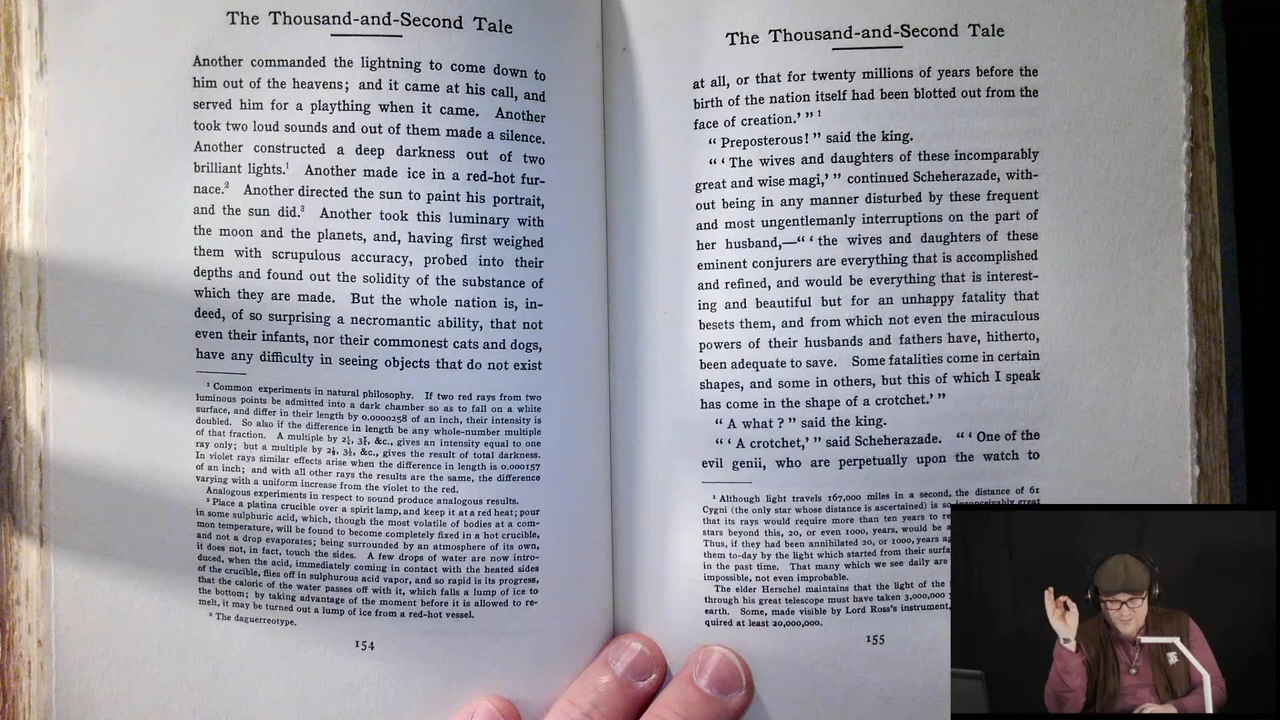 The Thousand-and-Second Tale
Another commanded the lightning to come down to
him out of the heavens; and it came at his call, and
served him for a plaything when it came. Another
took two loud sounds and out of them made a silence.
Another constructed a deep darkness out of two
brilliant lights.¹ Another made ice in a red-hot fur-
nace.² Another directed the sun to paint his portrait,
and the sun did.³ Another took this luminary with
the moon and the planets, and, having first weighed
them with scrupulous accuracy, probed into their
depths and found out the solidity of the substance of
which they are made. But the whole nation is, in-
deed, of so surprising a necromantic ability, that not
even their infants, nor their commonest cats and dogs,
have any difficulty in seeing objects that do not exist
¹ Common experiments in natural philosophy. If two red rays from two
luminous points be admitted into a dark chamber so as to fall on a white
surface, and differ in their length by 0.0000258 of an inch, their intensity is
doubled. So also if the difference in length be any whole-number multiple
of that fraction. A multiple by 2¼, 3¼, &c., gives an intensity equal to one
ray only; but a multiple by 2½, 3½, &c., gives the result of total darkness.
In violet rays similar effects arise when the difference in length is 0.000157
of an inch; and with all other rays the results are the same, the difference
varying with a uniform increase from the violet to the red.
Analogous experiments in respect to sound produce analogous results.
² Place a platina crucible over a spirit lamp, and keep it at a red heat; pour
in some sulphuric acid, which, though the most volatile of bodies at a com-
mon temperature, will be found to become completely fixed in a hot crucible,
and not a drop evaporates; being surrounded by an atmosphere of its own,
it does not, in fact, touch the sides. A few drops of water are now intro-
duced, when the acid, immediately coming in contact with the heated sides
of the crucible, flies off in sulphurous acid vapor, and so rapid is its progress,
that the caloric of the water passes off with it, which falls a lump of ice to
the bottom; by taking advantage of the moment before it is allowed to re-
melt, it may be turned out a lump of ice from a red-hot vessel.
³ The daguerreotype.
154
The Thousand-and-Second Tale
at all, or that for twenty millions of years before the
birth of the nation itself had been blotted out from the
face of creation.’ ” ¹
“ Preposterous! ” said the king.
“ ‘ The wives and daughters of these incomparably
great and wise magi,’ ” continued Scheherazade, with-
out being in any manner disturbed by these frequent
and most ungentlemanly interruptions on the part of
her husband,—“ ‘ the wives and daughters of these
eminent conjurers are everything that is accomplished
and refined, and would be everything that is interest-
ing and beautiful but for an unhappy fatality that
besets them, and from which not even the miraculous
powers of their husbands and fathers have, hitherto,
been adequate to save. Some fatalities come in certain
shapes, and some in others, but this of which I speak
has come in the shape of a crotchet.’ ”
“ A what ? ” said the king.
“ ‘ A crotchet,’ ” said Scheherazade. “ ‘ One of the
evil genii, who are perpetually upon the watch to
¹ Although light travels 167,000 miles in a second, the distance of 61
Cygni (the only star whose distance is ascertained) is so inconceivably great
that its rays would require more than ten years to
stars beyond this, 20, or even 1000, years, would be a
Thus, if they had been annihilated 20, or 1000, years
them to-day by the light which started from their
in the past time. That many which we see daily are
impossible, not even improbable.
The elder Herschel maintains that the light of the
through his great telescope must have taken 3,000,000
earth. Some, made visible by Lord Ross’s instrument,
quired at least 20,000,000.
155